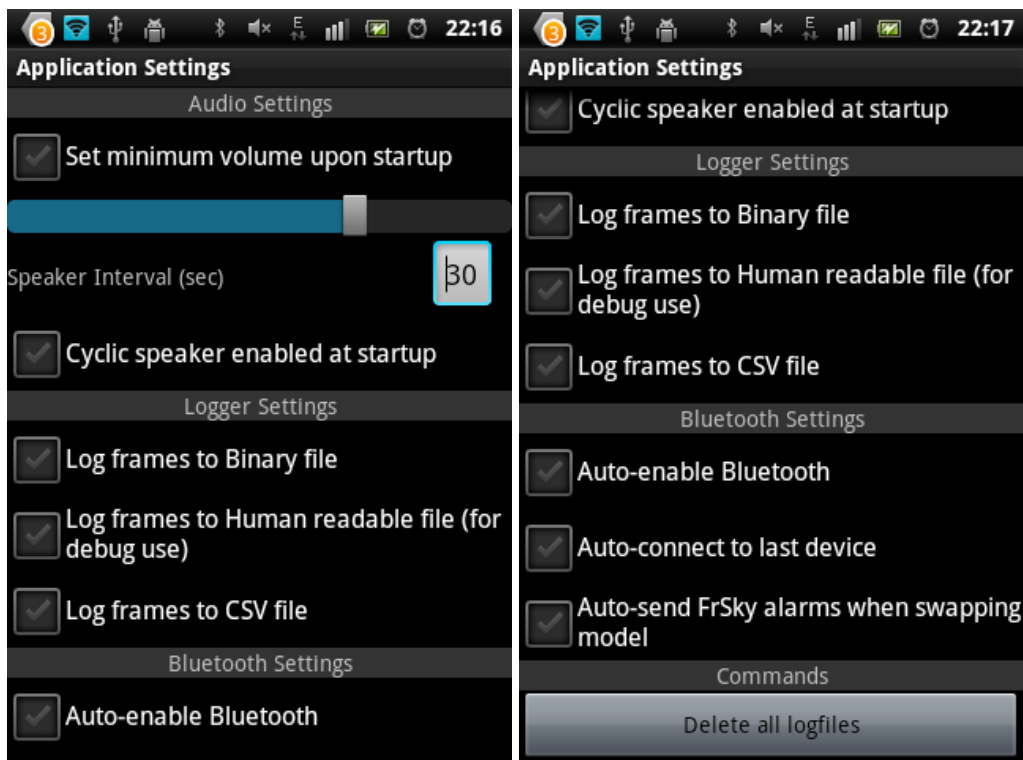 3
E
22:16
Application Settings
Audio Settings
Set minimum volume upon startup
Speaker Interval (sec)
30
Cyclic speaker enabled at startup
Logger Settings
Log frames to Binary file
Log frames to Human readable file (for
debug use)
Log frames to CSV file
Bluetooth Settings
Auto-enable Bluetooth
3
E
22:17
Application Settings
Cyclic speaker enabled at startup
Logger Settings
Log frames to Binary file
Log frames to Human readable file (for
debug use)
Log frames to CSV file
Bluetooth Settings
Auto-enable Bluetooth
Auto-connect to last device
Auto-send FrSky alarms when swapping
model
Commands
Delete all logfiles